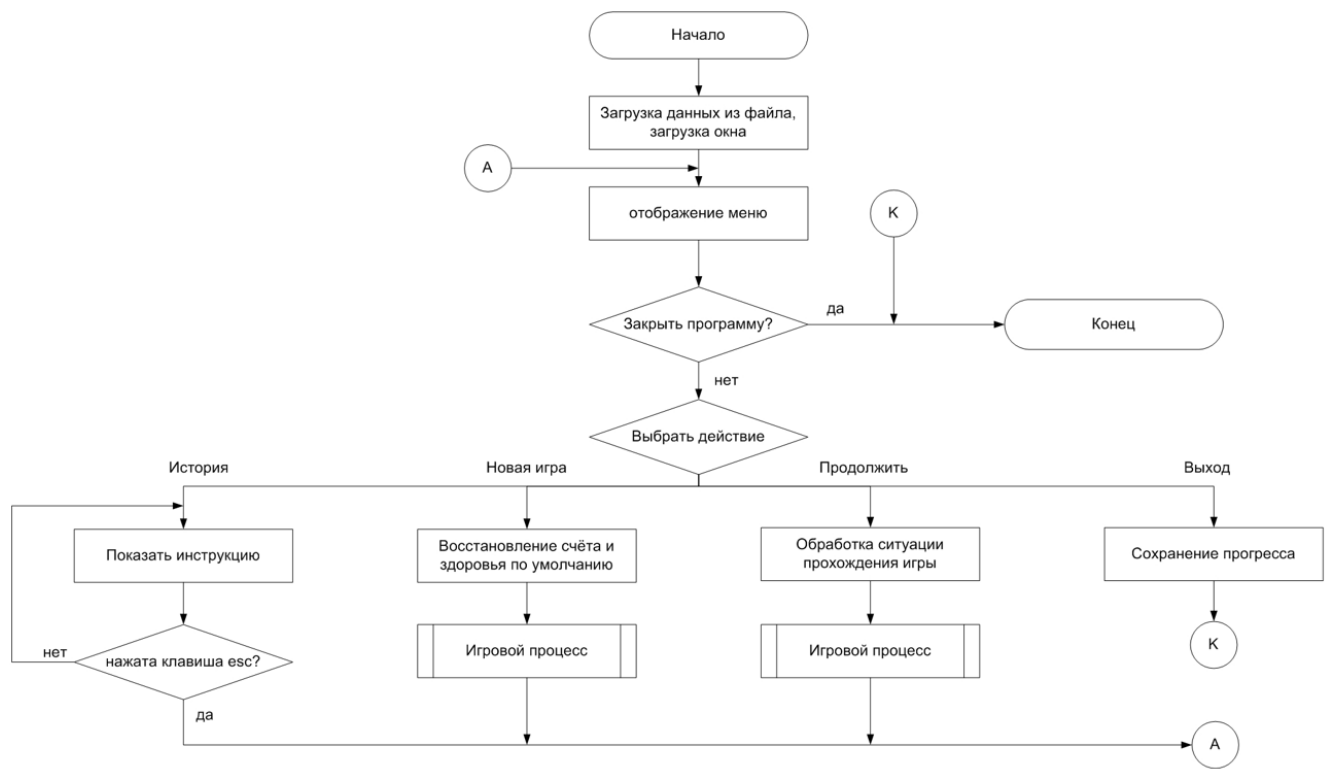 Начало
Загрузка данных из файла,
загрузка окна
А
отображение меню
К
Закрыть программу?
да
Конец
нет
Выбрать действие
История
Новая игра
Продолжить
Выход
Показать инструкцию
Восстановление счёта и
здоровья по умолчанию
Обработка ситуации
прохождения игры
Сохранение прогресса
нет
нажата клавиша esc?
Игровой процесс
Игровой процесс
К
да
А